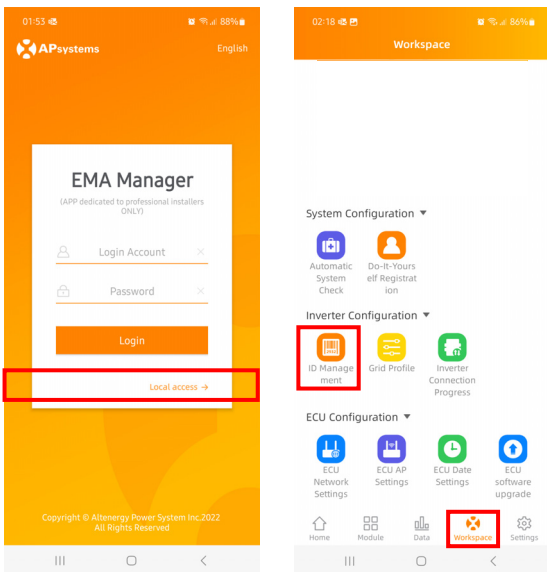 01:53
88%
APsystems
English
EMA Manager
(APP dedicated to professional installers
ONLY)
Login Account
Password
Login
Local access →
Copyright © Altenergy Power System Inc.2022
All Rights Reserved
02:18
86%
Workspace
System Configuration ▼
Automatic
System
Check
Do-It-Yours
elf Registrat
ion
Inverter Configuration ▼
ID Manage
ment
Grid Profile
Inverter
Connection
Progress
ECU Configuration ▼
ECU
Network
Settings
ECU AP
Settings
ECU Date
Settings
ECU
software
upgrade
Home
Module
Data
Workspace
Settings